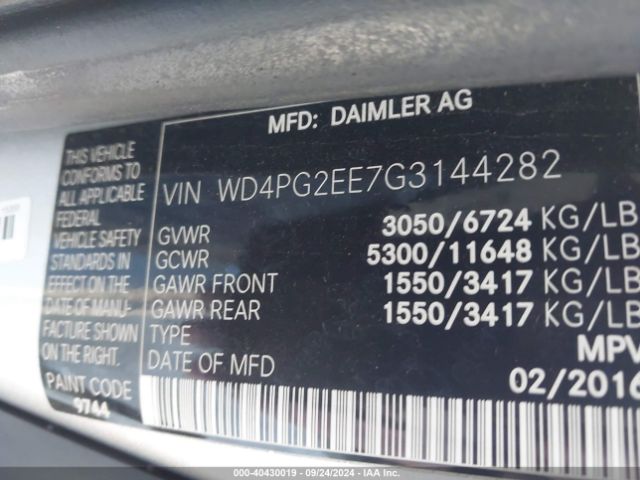 MFD: DAIMLER AG
THIS VEHICLE
CONFORMS TO
ALL APPLICABLE
FEDERAL
VEHICLE SAFETY
STANDARDS IN
EFFECT ON THE
DATE OF MANU-
FACTURE SHOWN
ON THE RIGHT.
PAINT CODE
9744
VIN WD4PG2EE7G3144282
GVWR 3050/6724 KG/LB
GCWR 5300/11648 KG/LB
GAWR FRONT 1550/3417 KG/LB
GAWR REAR 1550/3417 KG/LB
TYPE MPV
DATE OF MFD 02/2016
000-40430019 - 09/24/2024 - IAA Inc.